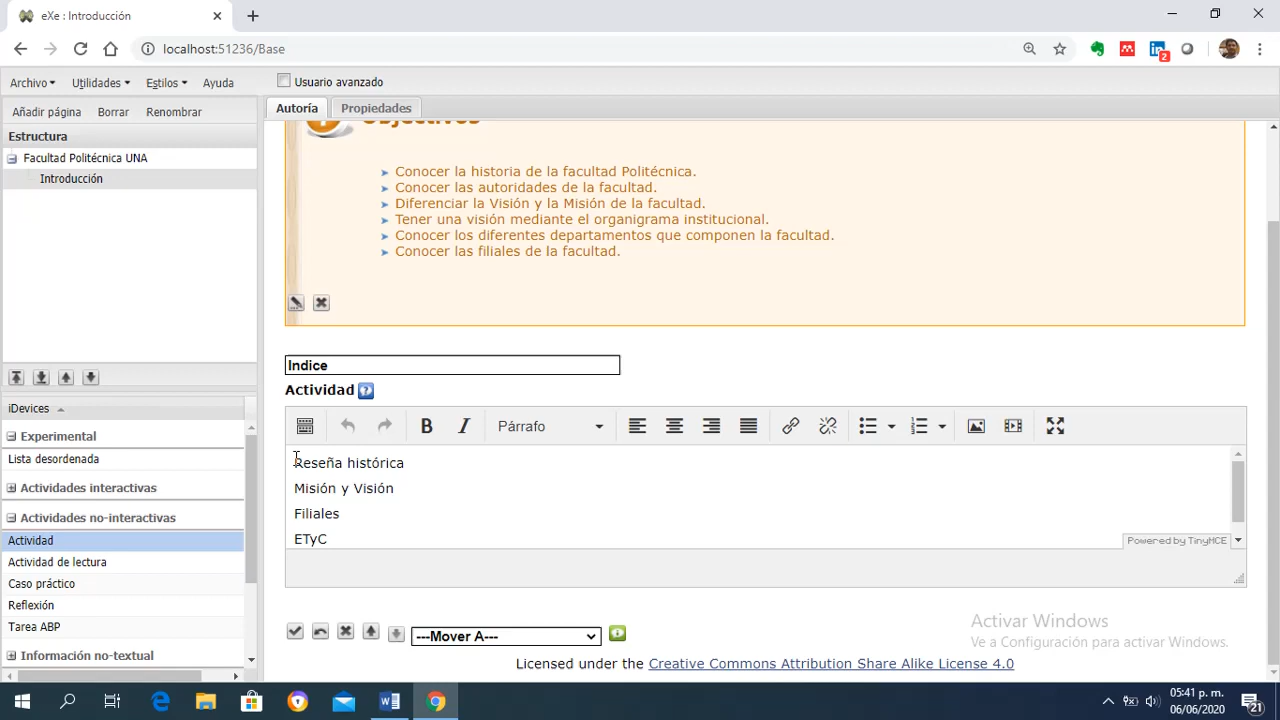 eXe : Introducción
localhost:51236/Base
2
Archivo Utilidades Estilos Ayuda
Usuario avanzado
Añadir página Borrar Renombrar
Autoría Propiedades
Estructura
Facultad Politécnica UNA
Introducción
Objectivos
Conocer la historia de la facultad Politécnica.
Conocer las autoridades de la facultad.
Diferenciar la Visión y la Misión de la facultad.
Tener una visión mediante el organigrama institucional.
Conocer los diferentes departamentos que componen la facultad.
Conocer las filiales de la facultad.
Indice
Actividad
Párrafo
Reseña histórica
Misión y Visión
Filiales
ETyC
Powered by TinyMCE
iDevices
Experimental
Lista desordenada
Actividades interactivas
Actividades no-interactivas
Actividad
Actividad de lectura
Caso práctico
Reflexión
Tarea ABP
Información no-textual
---Mover A---
Activar Windows
Ve a Configuración para activar Windows.
Licensed under the Creative Commons Attribution Share Alike License 4.0
05:41 p. m.
06/06/2020
21